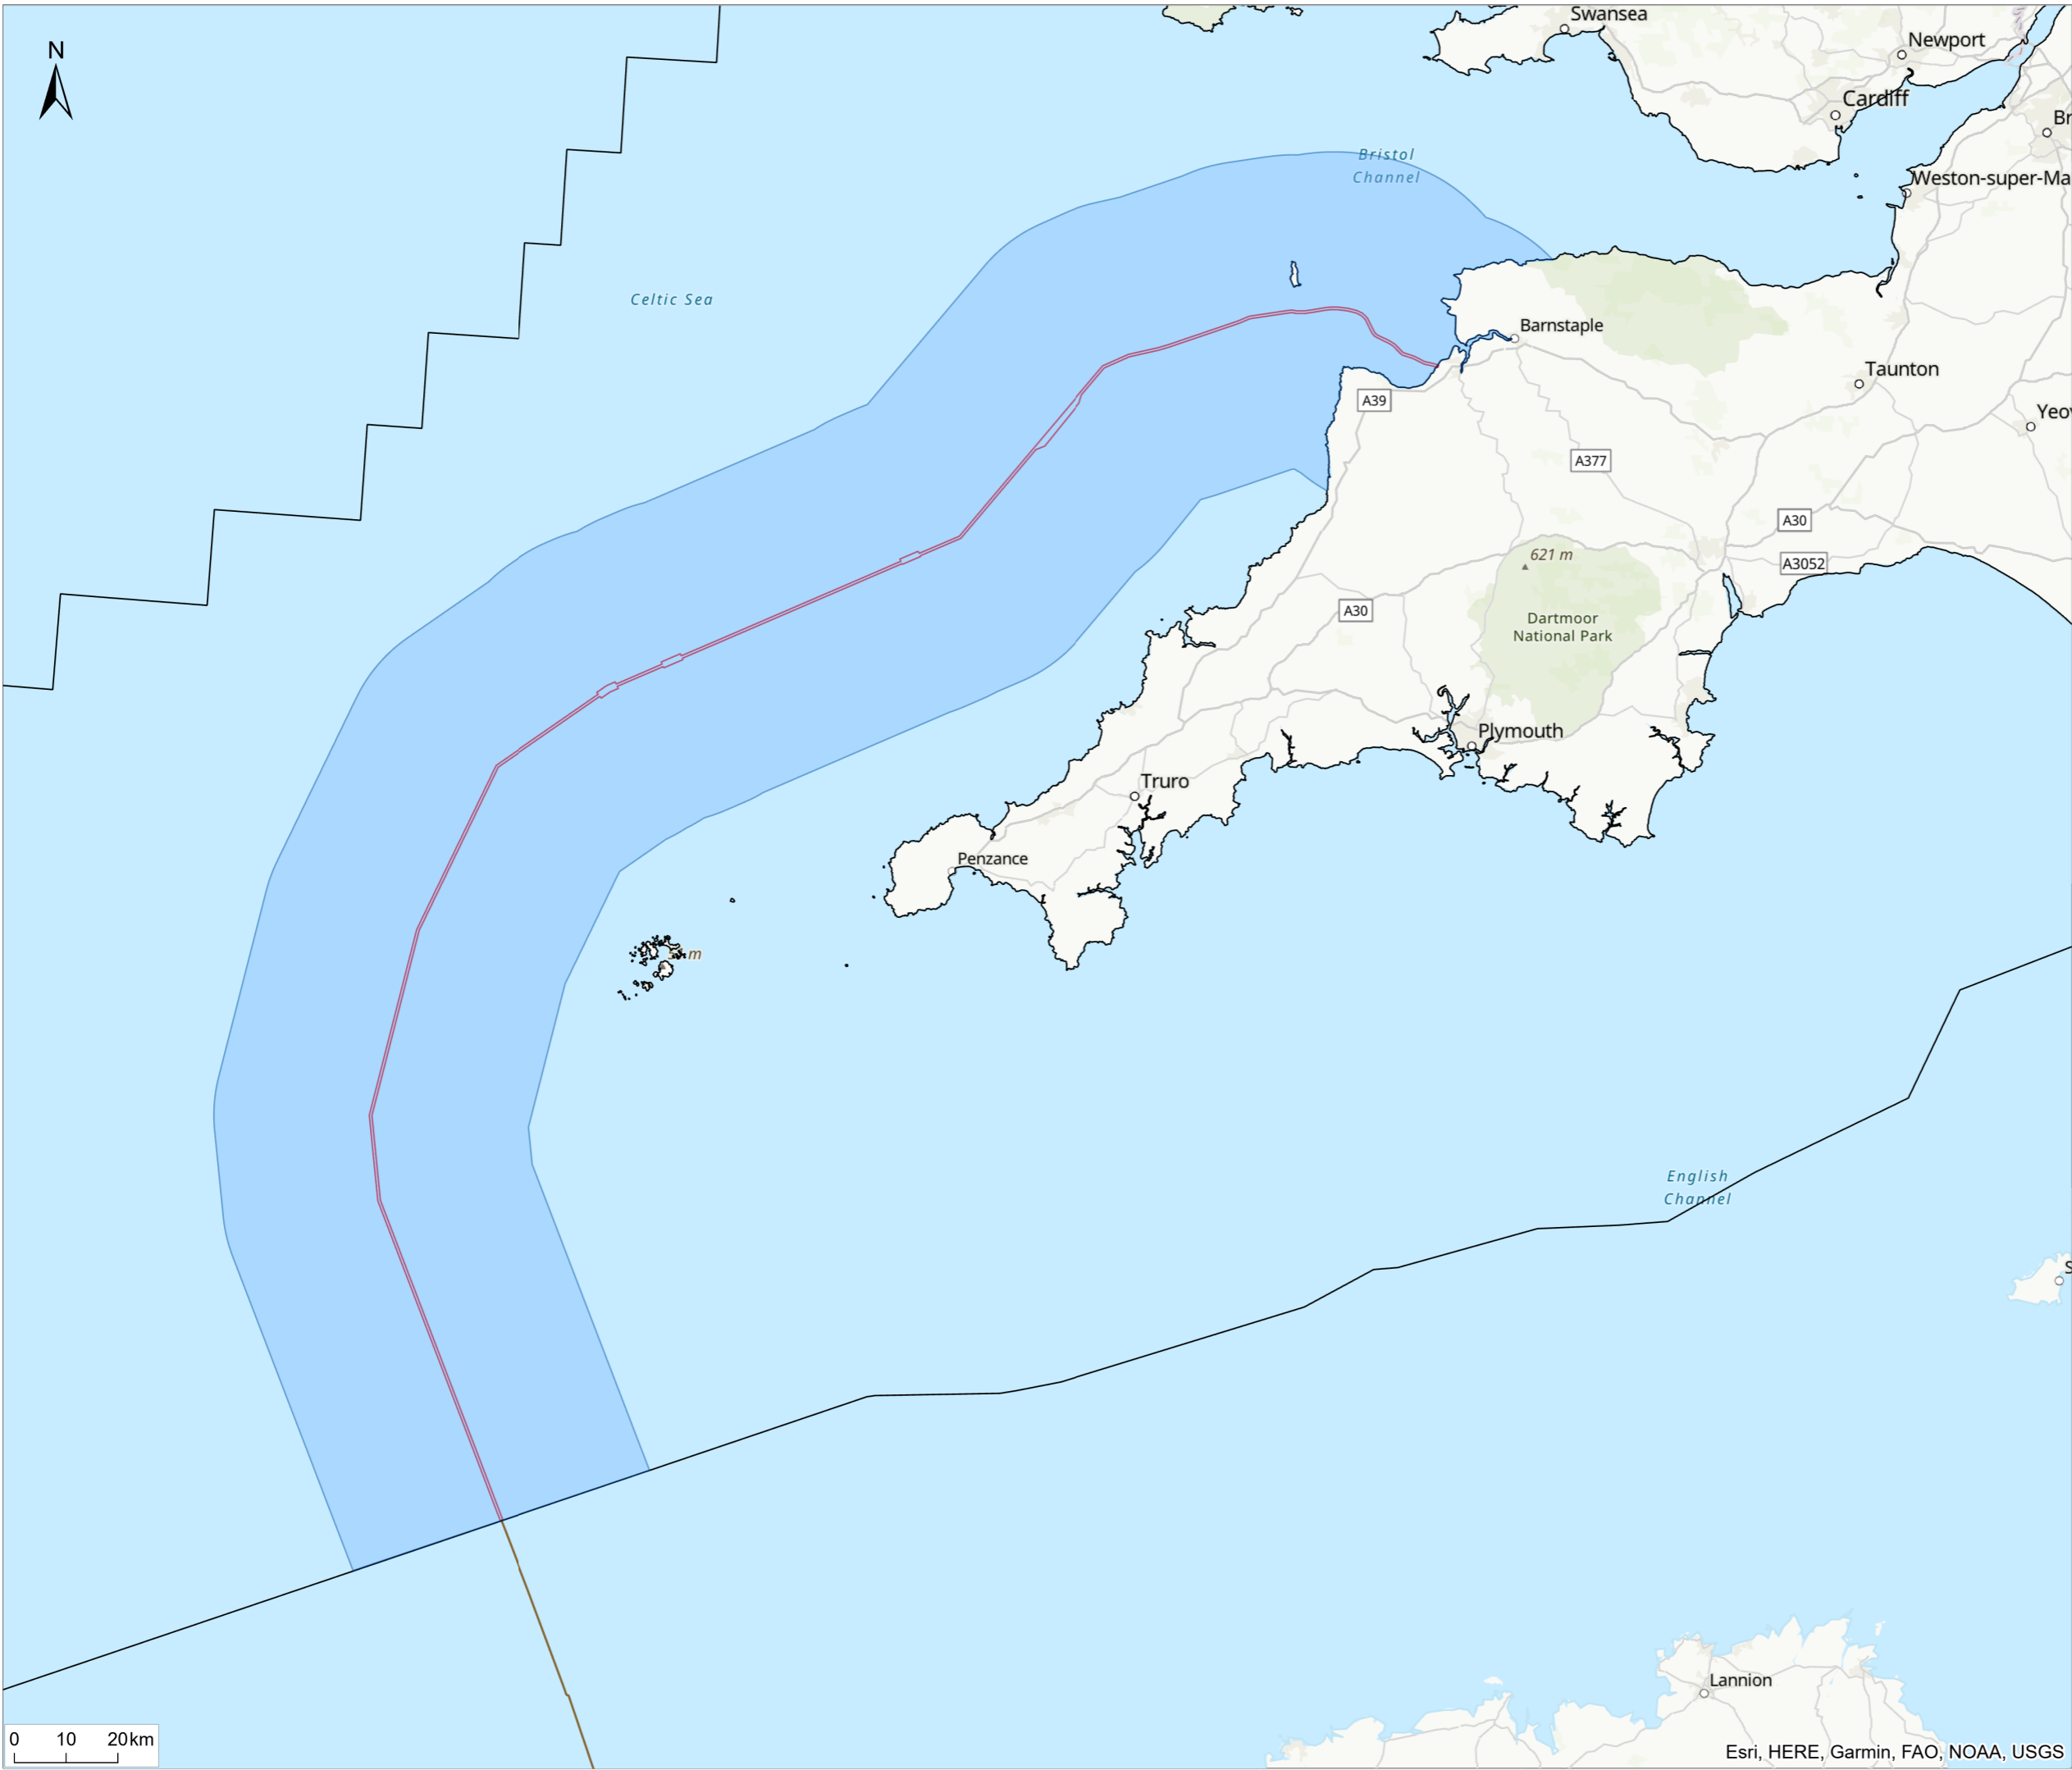 Swansea
N
Newport
Cardiff
Br
Bristol
Channel
Weston-super-Ma
Celtic Sea
Barnstaple
Taunton
A39
Yeov
A377
A30
621 m
A3052
A30
Dartmoor
National Park
Plymouth
Truro
Penzance
m
English
Channel
S
Lannion
0 10 20km
Esri, HERE, Garmin, FAO, NOAA, USGS